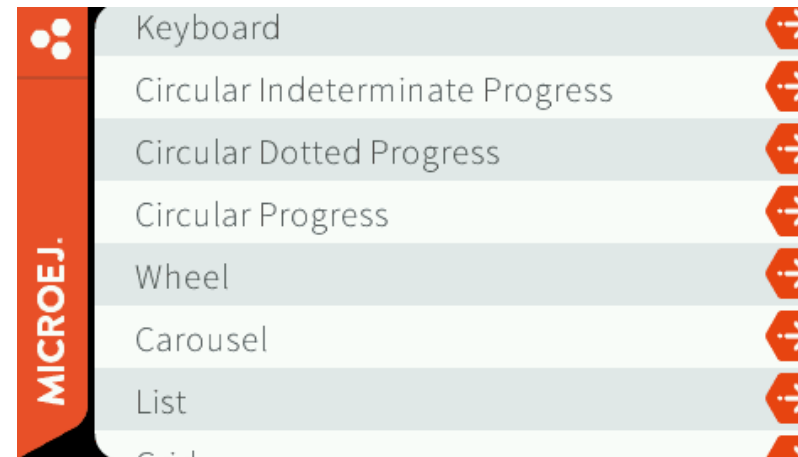 Keyboard
Circular Indeterminate Progress
Circular Dotted Progress
Circular Progress
Wheel
Carousel
List
MICROEJ.